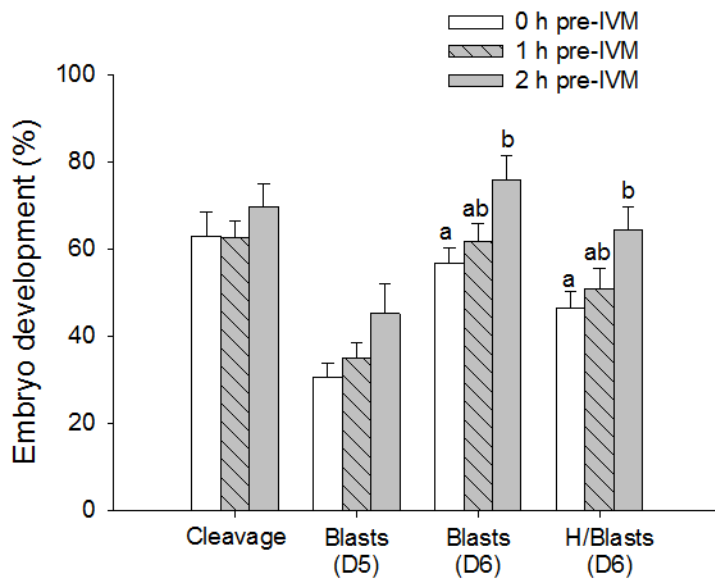 0 h pre-IVM
1 h pre-IVM
2 h pre-IVM
Embryo development (%)
100
80
60
40
20
0
a
ab
b
a
ab
b
Cleavage
Blasts
(D5)
Blasts
(D6)
H/Blasts
(D6)